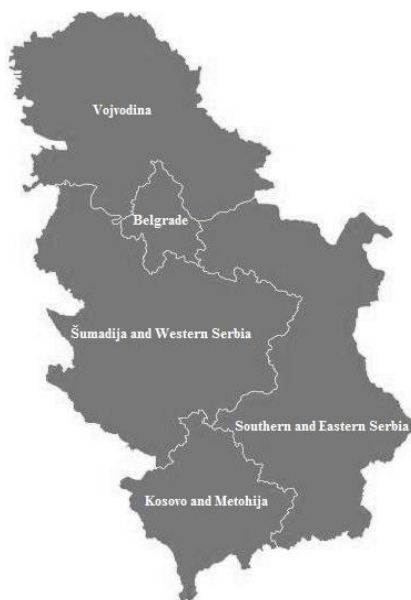 Vojvodina
Belgrade
Šumadija and Western Serbia
Southern and Eastern Serbia
Kosovo and Metohija